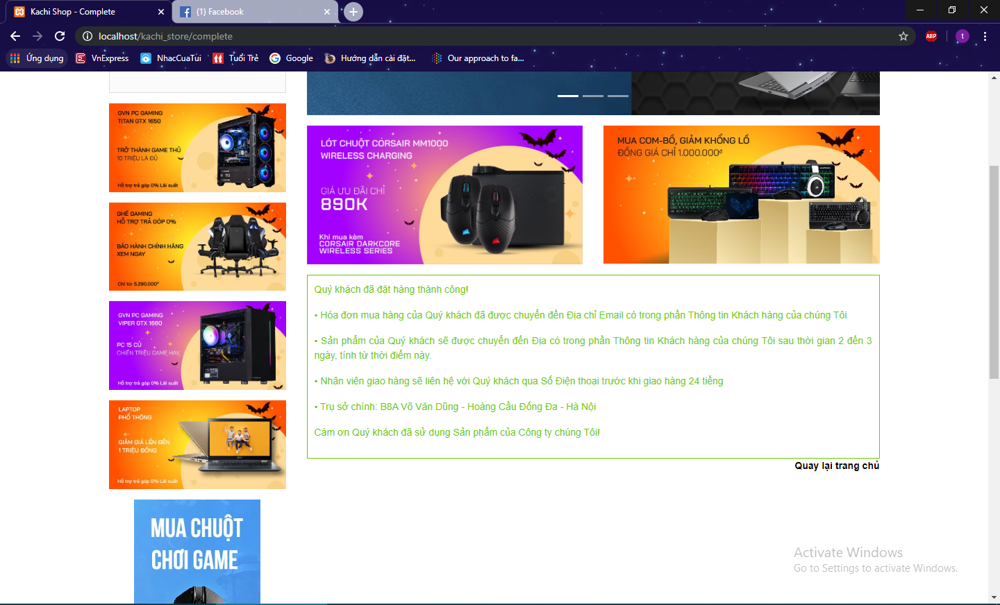 Kachi Shop - Complete
(1) Facebook
localhost/kachi_store/complete
ABP
t
Ứng dụng
VnExpress
NhacCuaTui
Tuổi Trẻ
Google
Hướng dẫn cài đặt...
Our approach to fa...
GVN PC GAMING
TITAN GTX 1650
TRỞ THÀNH GAME THỦ
10 TRIỆU LÀ ĐỦ
Hỗ trợ trả góp 0% Lãi suất
GHẾ GAMING
HỖ TRỢ TRẢ GÓP 0%
BẢO HÀNH CHÍNH HÃNG
XEM NGAY
Chỉ từ: 5.290.000đ
GVN PC GAMING
VIPER GTX 1660
PC 15 CỦ
CHIẾN TRIỆU GAME HAY
Hỗ trợ trả góp 0% Lãi suất
LAPTOP
PHỔ THÔNG
GIẢM GIÁ LÊN ĐẾN
1 TRIỆU ĐỒNG
Hỗ trợ trả góp 0% Lãi suất
MUA CHUỘT
CHƠI GAME
LÓT CHUỘT CORSAIR MM1000
WIRELESS CHARGING
GIÁ ƯU ĐÃI CHỈ
890K
Khi mua kèm
CORSAIR DARKCORE
WIRELESS SERIES
MUA COM-BỒ, GIẢM KHỔNG LỒ
ĐỒNG GIÁ CHỈ 1.000.000đ
Quý khách đã đặt hàng thành công!
• Hóa đơn mua hàng của Quý khách đã được chuyển đến Địa chỉ Email có trong phần Thông tin Khách hàng của chúng Tôi
• Sản phẩm của Quý khách sẽ được chuyển đến Địa có trong phần Thông tin Khách hàng của chúng Tôi sau thời gian 2 đến 3
ngày, tính từ thời điểm này.
• Nhân viên giao hàng sẽ liên hệ với Quý khách qua Số Điện thoại trước khi giao hàng 24 tiếng
• Trụ sở chính: B8A Võ Văn Dũng - Hoàng Cầu Đống Đa - Hà Nội
Cám ơn Quý khách đã sử dụng Sản phẩm của Công ty chúng Tôi!
Quay lại trang chủ
Activate Windows
Go to Settings to activate Windows.